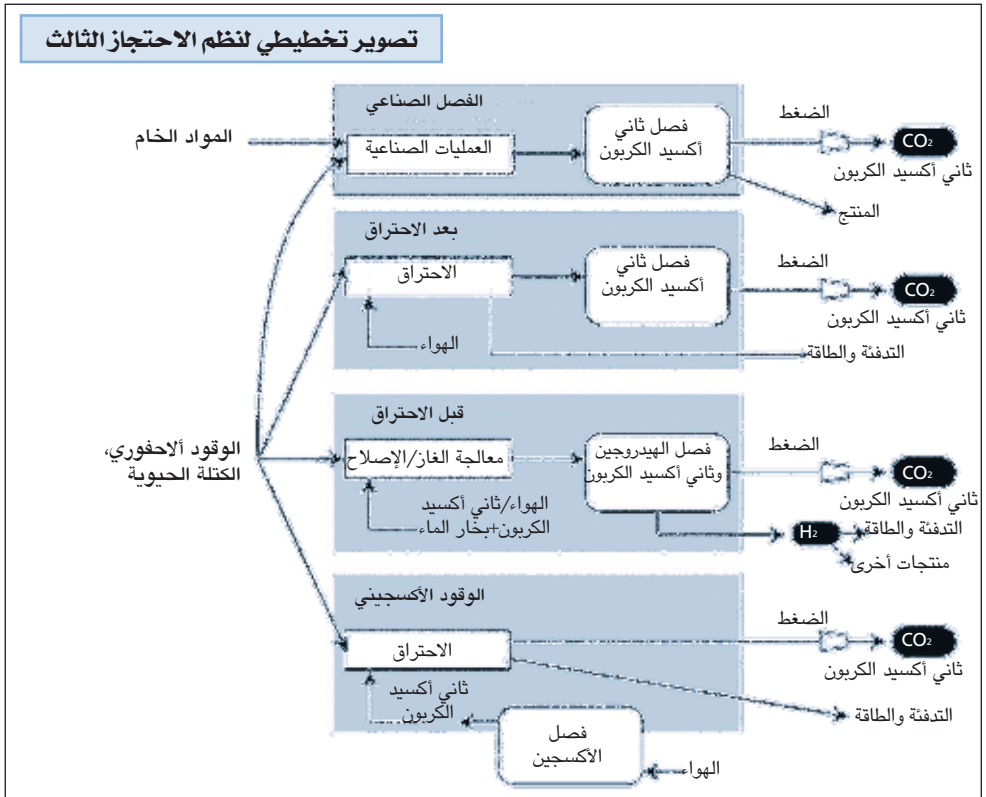 تصوير تخطيطي لنظم الاحتجاز الثالث
الفصل الصناعي
المواد الخام
العمليات الصناعية
فصل ثاني
أكسيد الكربون
الضغط
CO₂
ثاني أكسيد الكربون
المنتج
بعد الاحتراق
الاحتراق
فصل ثاني
أكسيد الكربون
الضغط
CO₂
ثاني أكسيد الكربون
الهواء
التدفئة والطاقة
الوقود ألاحفوري،
الكتلة الحيوية
قبل الاحتراق
معالجة الغاز/الإصلاح
فصل الهيدروجين
وثاني أكسيد الكربون
الضغط
CO₂
ثاني أكسيد الكربون
الهواء/ثاني أكسيد
الكربون+بخار الماء
H₂
التدفئة والطاقة
منتجات أخرى
الوقود الأكسجيني
الاحتراق
الضغط
CO₂
ثاني أكسيد الكربون
ثاني أكسيد
الكربون
التدفئة والطاقة
فصل
الأكسجين
الهواء